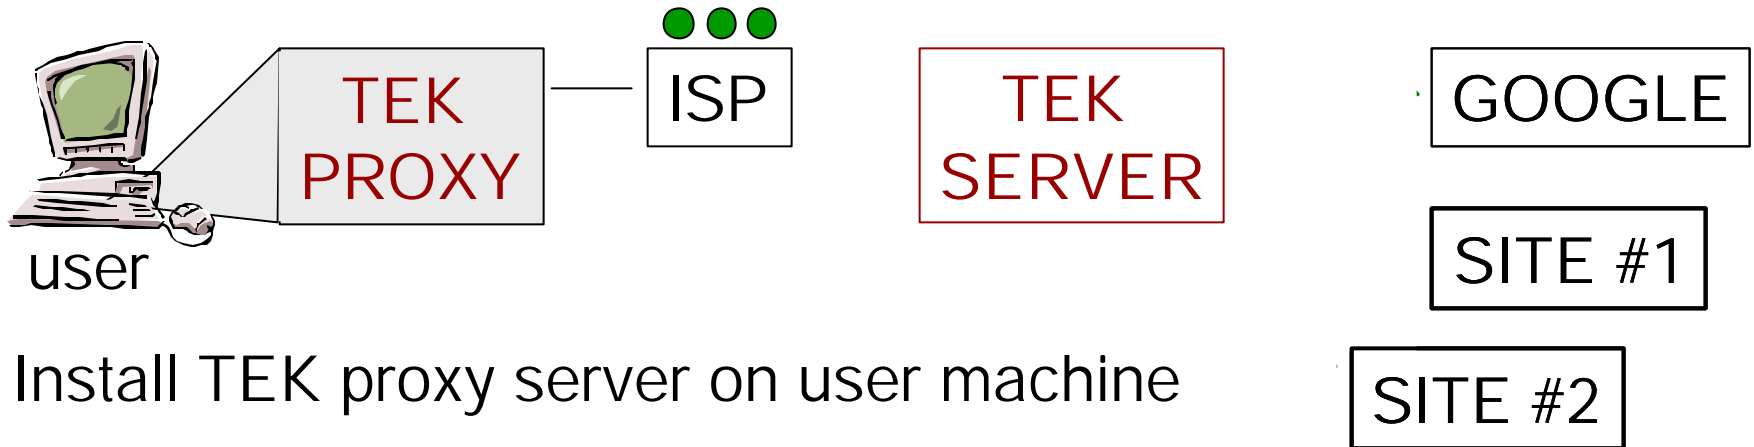 TEK
PROXY
ISP
TEK
SERVER
GOOGLE
SITE #1
user
Install TEK proxy server on user machine
SITE #2